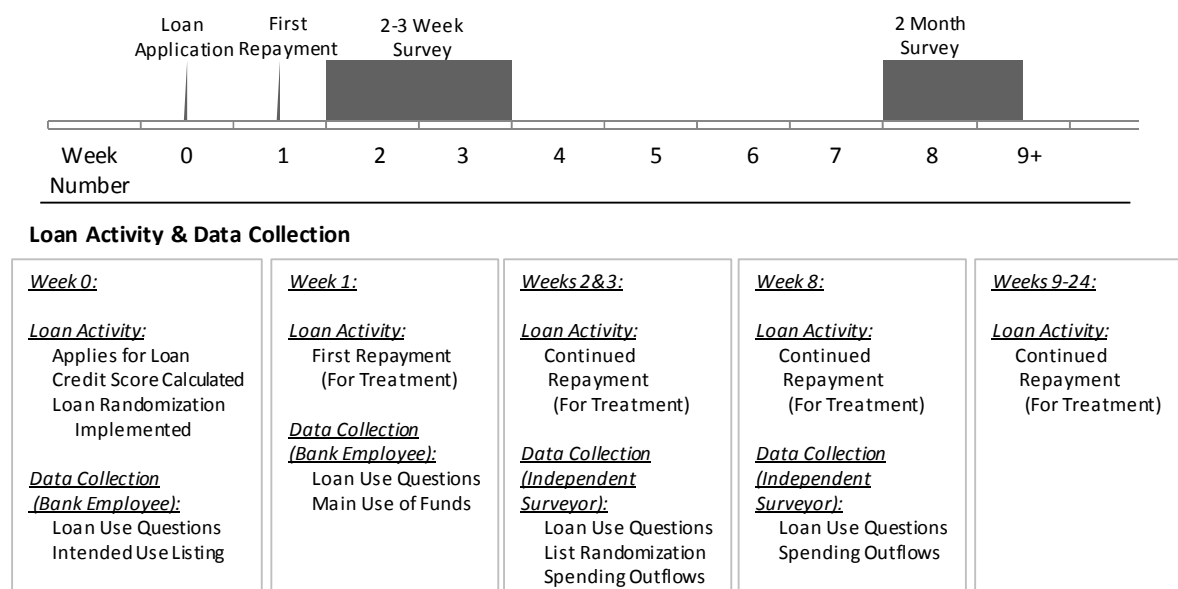 Loan
Application
First
Repayment
2-3 Week
Survey
2 Month
Survey
Week
Number
0
1
2
3
4
5
6
7
8
9+
Loan Activity & Data Collection
Week 0:
Loan Activity:
Applies for Loan
Credit Score Calculated
Loan Randomization
Implemented
Data Collection
(Bank Employee):
Loan Use Questions
Intended Use Listing
Week 1:
Loan Activity:
First Repayment
(For Treatment)
Data Collection
(Bank Employee):
Loan Use Questions
Main Use of Funds
Weeks 2&3:
Loan Activity:
Continued
Repayment
(For Treatment)
Data Collection
(Independent
Surveyor):
Loan Use Questions
List Randomization
Spending Outflows
Week 8:
Loan Activity:
Continued
Repayment
(For Treatment)
Data Collection
(Independent
Surveyor):
Loan Use Questions
Spending Outflows
Weeks 9-24:
Loan Activity:
Continued
Repayment
(For Treatment)